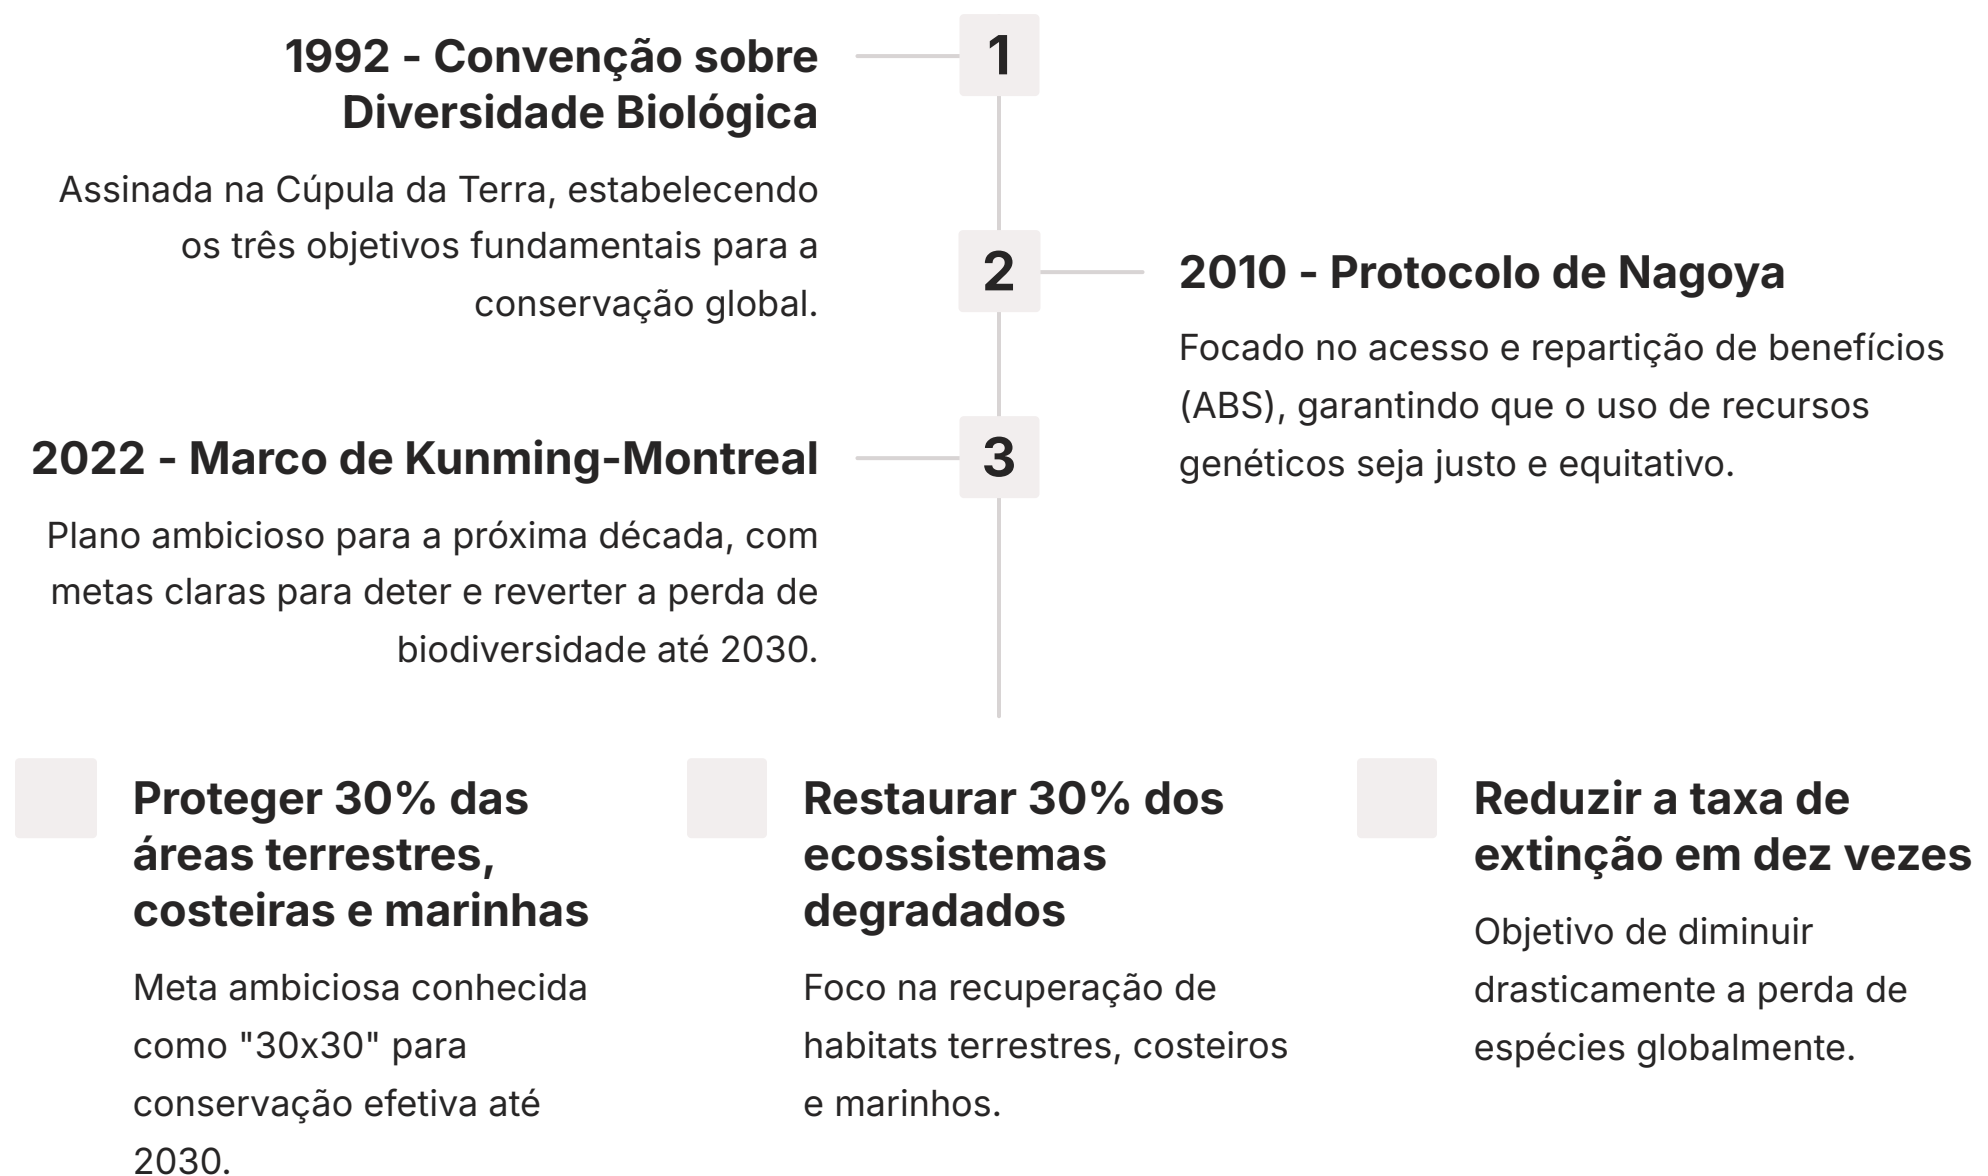 1992 - Convenção sobre
Diversidade Biológica
Assinada na Cúpula da Terra, estabelecendo
os três objetivos fundamentais para a
conservação global.
1
2
2010 - Protocolo de Nagoya
Focado no acesso e repartição de benefícios
(ABS), garantindo que o uso de recursos
genéticos seja justo e equitativo.
2022 - Marco de Kunming-Montreal
Plano ambicioso para a próxima década, com
metas claras para deter e reverter a perda de
biodiversidade até 2030.
3
Proteger 30% das
áreas terrestres,
costeiras e marinhas
Meta ambiciosa conhecida
como "30x30" para
conservação efetiva até
2030.
Restaurar 30% dos
ecossistemas
degradados
Foco na recuperação de
habitats terrestres, costeiros
e marinhos.
Reduzir a taxa de
extinção em dez vezes
Objetivo de diminuir
drasticamente a perda de
espécies globalmente.